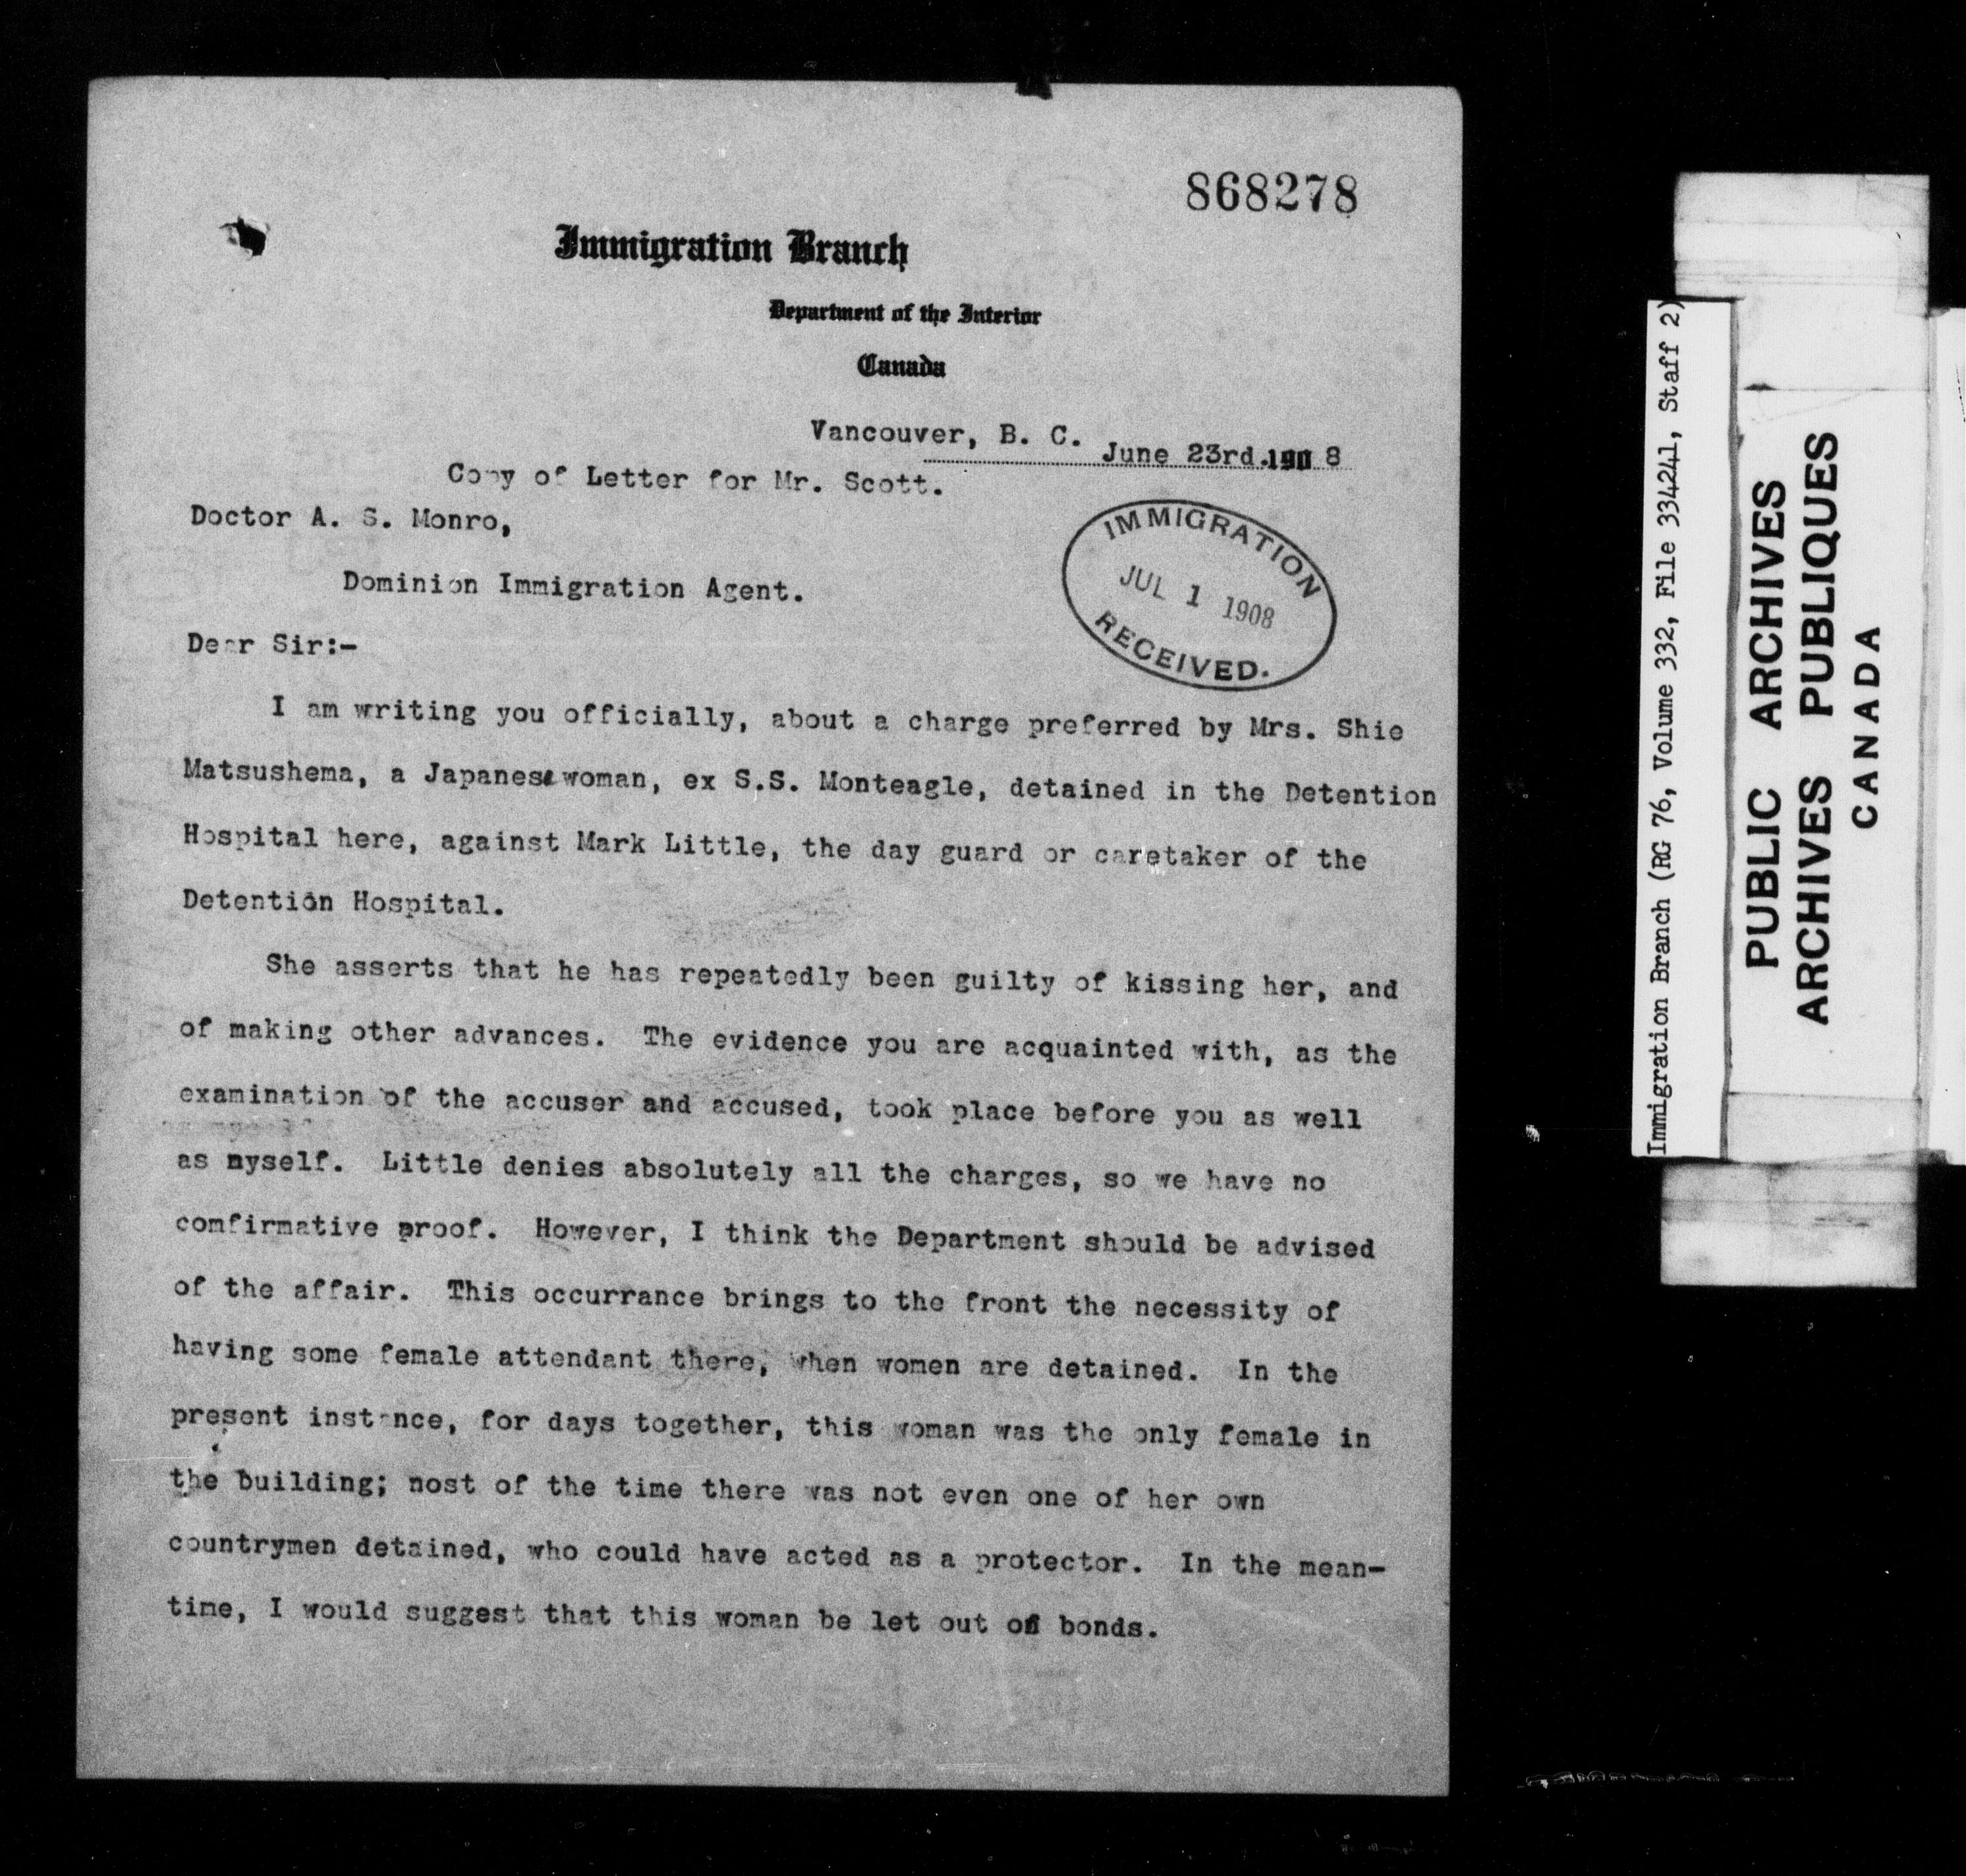 868278
Immigration Branch
Department of the Interior
Canada
Vancouver, B. C. June 23rd. 190 8
Copy of Letter for Mr. Scott.
Doctor A. S. Monro,
Dominion Immigration Agent.
IMMIGRATION
JUL 1 1908
RECEIVED.
Dear Sir:-
I am writing you officially, about a charge preferred by Mrs. Shie
Matsushema, a Japanese woman, ex S.S. Monteagle, detained in the Detention
Hospital here, against Mark Little, the day guard or caretaker of the
Detention Hospital.
She asserts that he has repeatedly been guilty of kissing her, and
of making other advances. The evidence you are acquainted with, as the
examination of the accuser and accused, took place before you as well
as myself. Little denies absolutely all the charges, so we have no
comfirmative proof. However, I think the Department should be advised
of the affair. This occurrance brings to the front the necessity of
having some female attendant there, when women are detained. In the
present instance, for days together, this woman was the only female in
the building; most of the time there was not even one of her own
countrymen detained, who could have acted as a protector. In the mean-
time, I would suggest that this woman be let out on bonds.
Immigration Branch (RG 76, Volume 332, File 334241, Staff 2)
PUBLIC ARCHIVES
ARCHIVES PUBLIQUES
CANADA